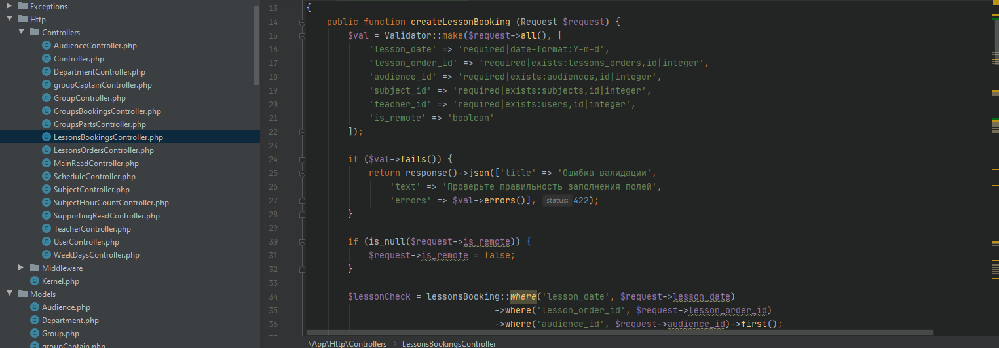 Exceptions
Http
Controllers
AudienceController.php
Controller.php
DepartmentController.php
groupCaptainController.php
GroupController.php
GroupsBookingsController.php
GroupsPartsController.php
LessonsBookingsController.php
LessonsOrdersController.php
MainReadController.php
ScheduleController.php
SubjectController.php
SubjectHourCountController.php
SupportingReadController.php
TeacherController.php
UserController.php
WeekDaysController.php
Middleware
Kernel.php
Models
Audience.php
Department.php
Group.php
groupCaptain.php
13 {
14 public function createLessonBooking (Request $request) {
15 $val = Validator::make($request->all(), [
16 'lesson_date' => 'required|date-format:Y-m-d',
17 'lesson_order_id' => 'required|exists:lessons_orders,id|integer',
18 'audience_id' => 'required|exists:audiences,id|integer',
19 'subject_id' => 'required|exists:subjects,id|integer',
20 'teacher_id' => 'required|exists:users,id|integer',
21 'is_remote' => 'boolean'
22 ]);
23
24 if ($val->fails()) {
25 return response()->json(['title' => 'Ошибка валидации',
26 'text' => 'Проверьте правильность заполнения полей',
27 'errors' => $val->errors()], status: 422);
28 }
29
30 if (is_null($request->is_remote)) {
31 $request->is_remote = false;
32 }
33
34 $lessonCheck = lessonsBooking::where('lesson_date', $request->lesson_date)
35 ->where('lesson_order_id', $request->lesson_order_id)
36 ->where('audience_id', $request->audience_id)->first();
\App\Http\Controllers › LessonsBookingsController